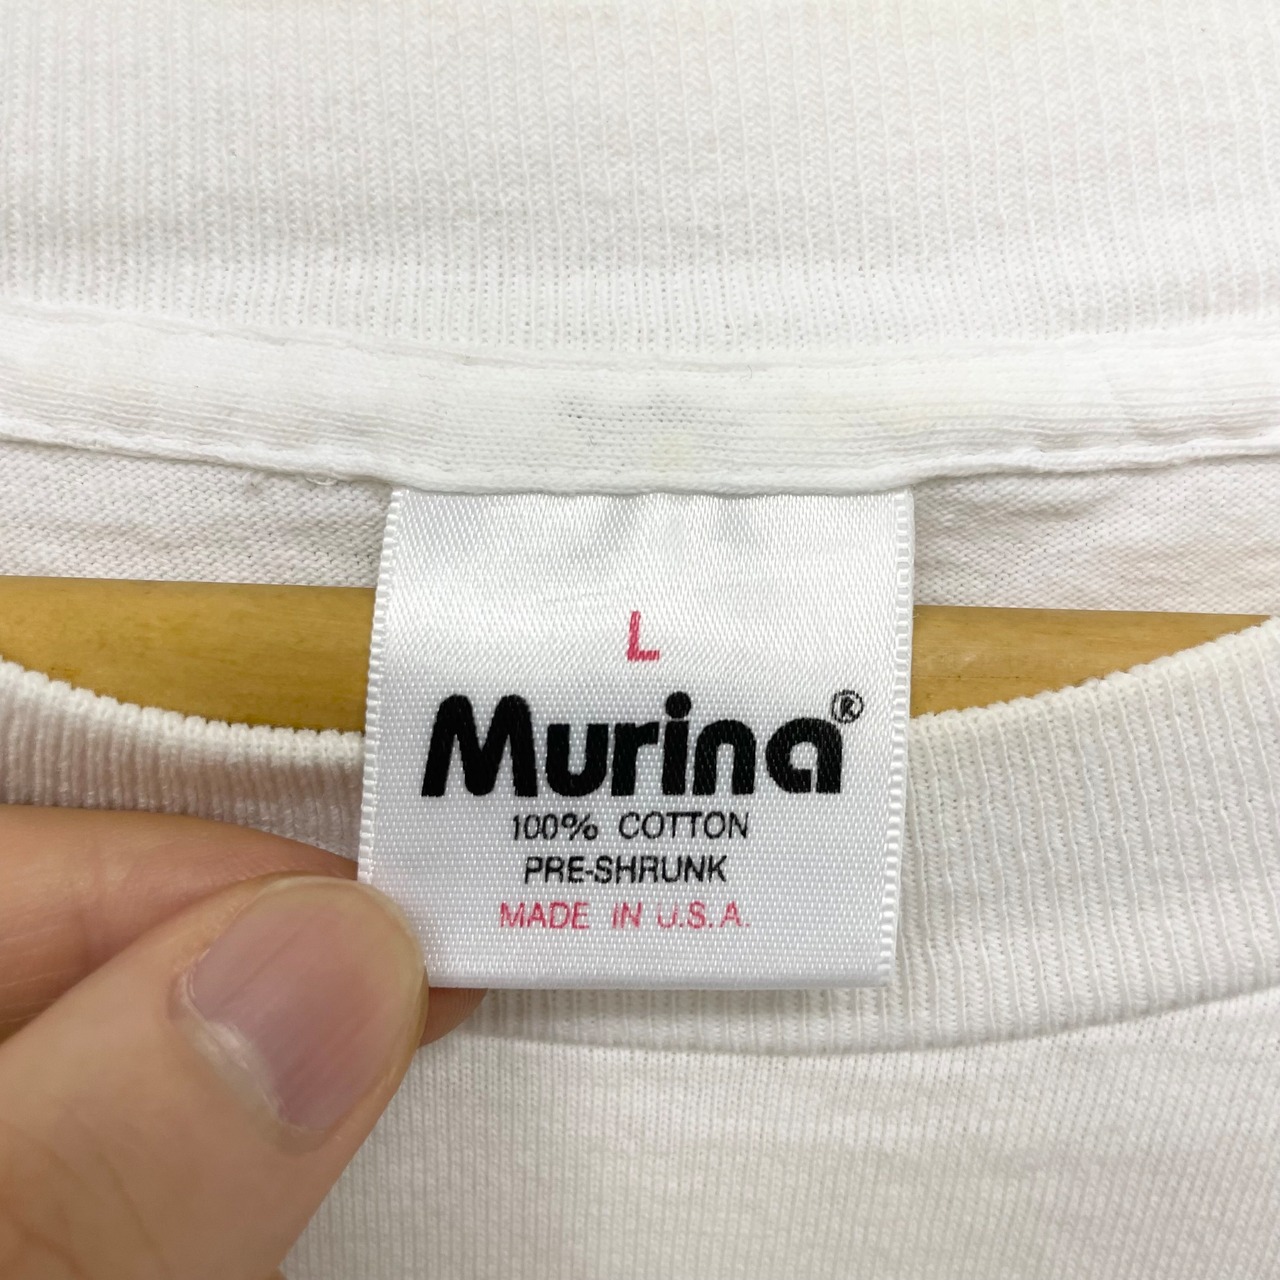 L
Murina®
100% COTTON
PRE-SHRUNK
MADE IN U.S.A.